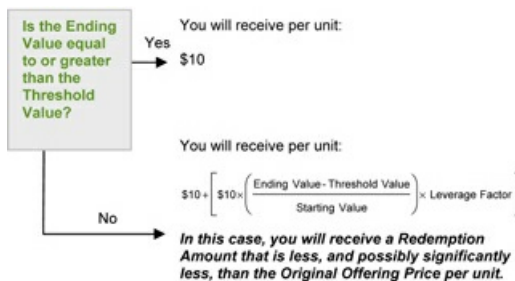 Is the Ending
Value equal
to or greater
than the
Threshold
Value?
Yes
You will receive per unit:
$10
No
You will receive per unit:
$10+[$10×(Ending Value-Threshold Value
Starting Value)× Leverage Factor
In this case, you will receive a Redemption
Amount that is less, and possibly significantly
less, than the Original Offering Price per unit.